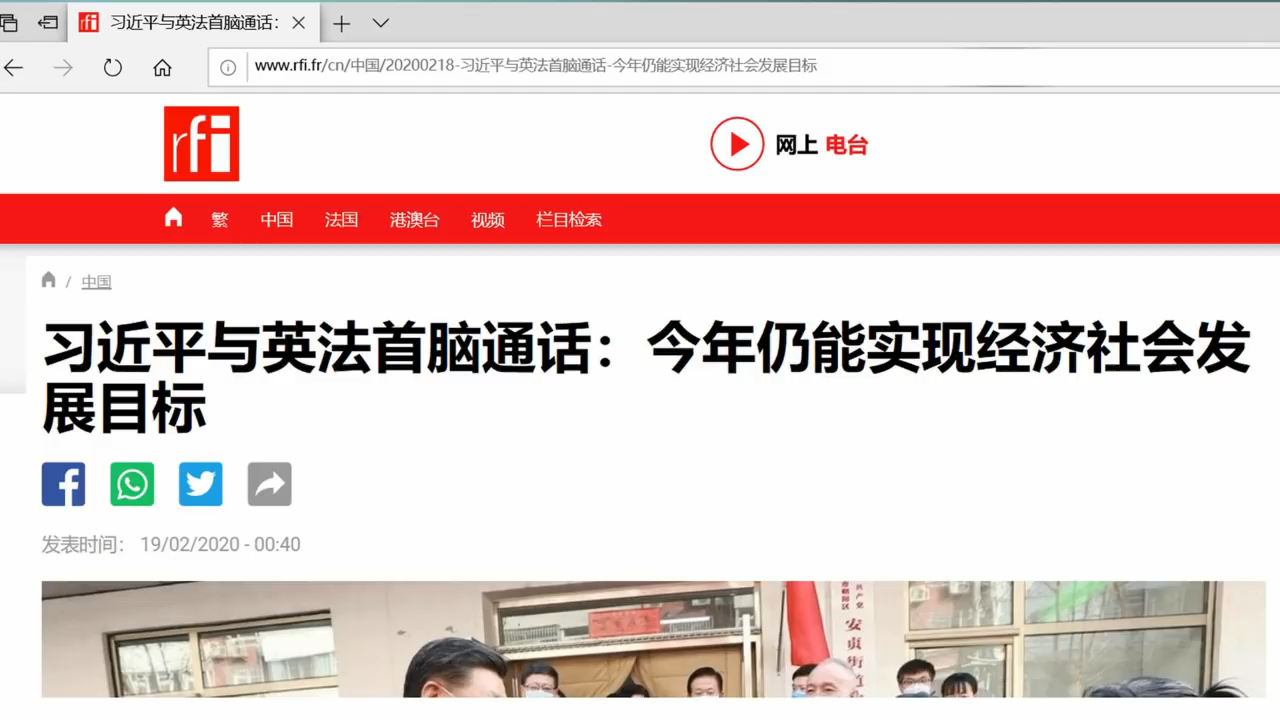 习近平与英法首脑通话：
www.rfi.fr/cn/中国/20200218-习近平与英法首脑通话-今年仍能实现经济社会发展目标
rfi
网上 电台
繁 中国 法国 港澳台 视频 栏目检索
/ 中国
习近平与英法首脑通话：今年仍能实现经济社会发
展目标
发表时间： 19/02/2020 - 00:40
安贞街道